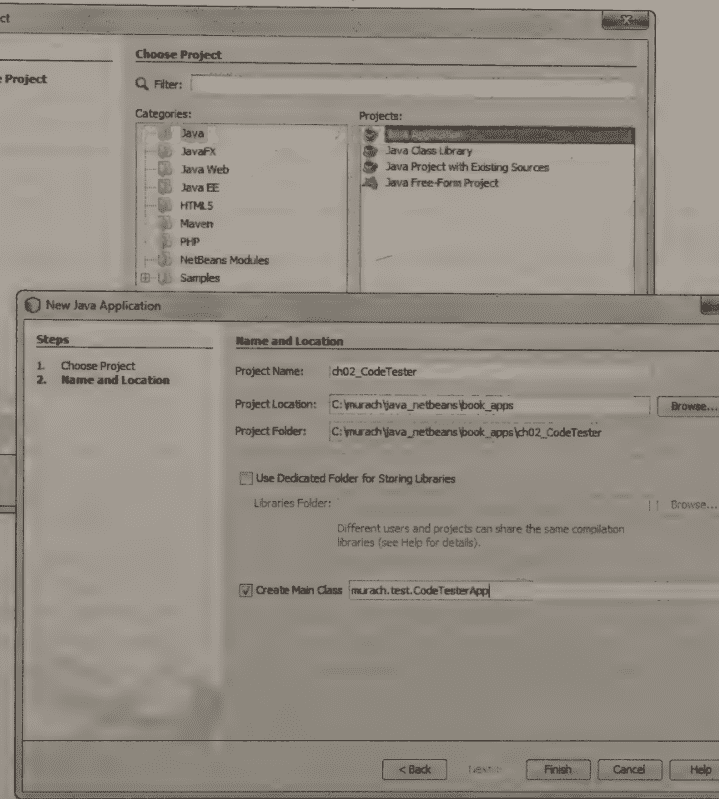 ct
Choose Project
e Project
Filter:
Categories:
Projects:
Java
JavaFX
Java Web
Java EE
HTML5
Maven
PHP
NetBeans Modules
Samples
Java Application
Java Class Library
Java Project with Existing Sources
Java Free-Form Project
New Java Application
Steps
1. Choose Project
2. Name and Location
Name and Location
Project Name: ch02_CodeTester
Project Location: C:\murach\java_netbeans\book_apps Browse...
Project Folder: C:\murach\java_netbeans\book_apps\ch02_CodeTester
Use Dedicated Folder for Storing Libraries
Libraries Folder: Browse...
Different users and projects can share the same compilation
libraries (see Help for details).
Create Main Class murach.test.CodeTesterApp
< Back Next > Finish Cancel Help